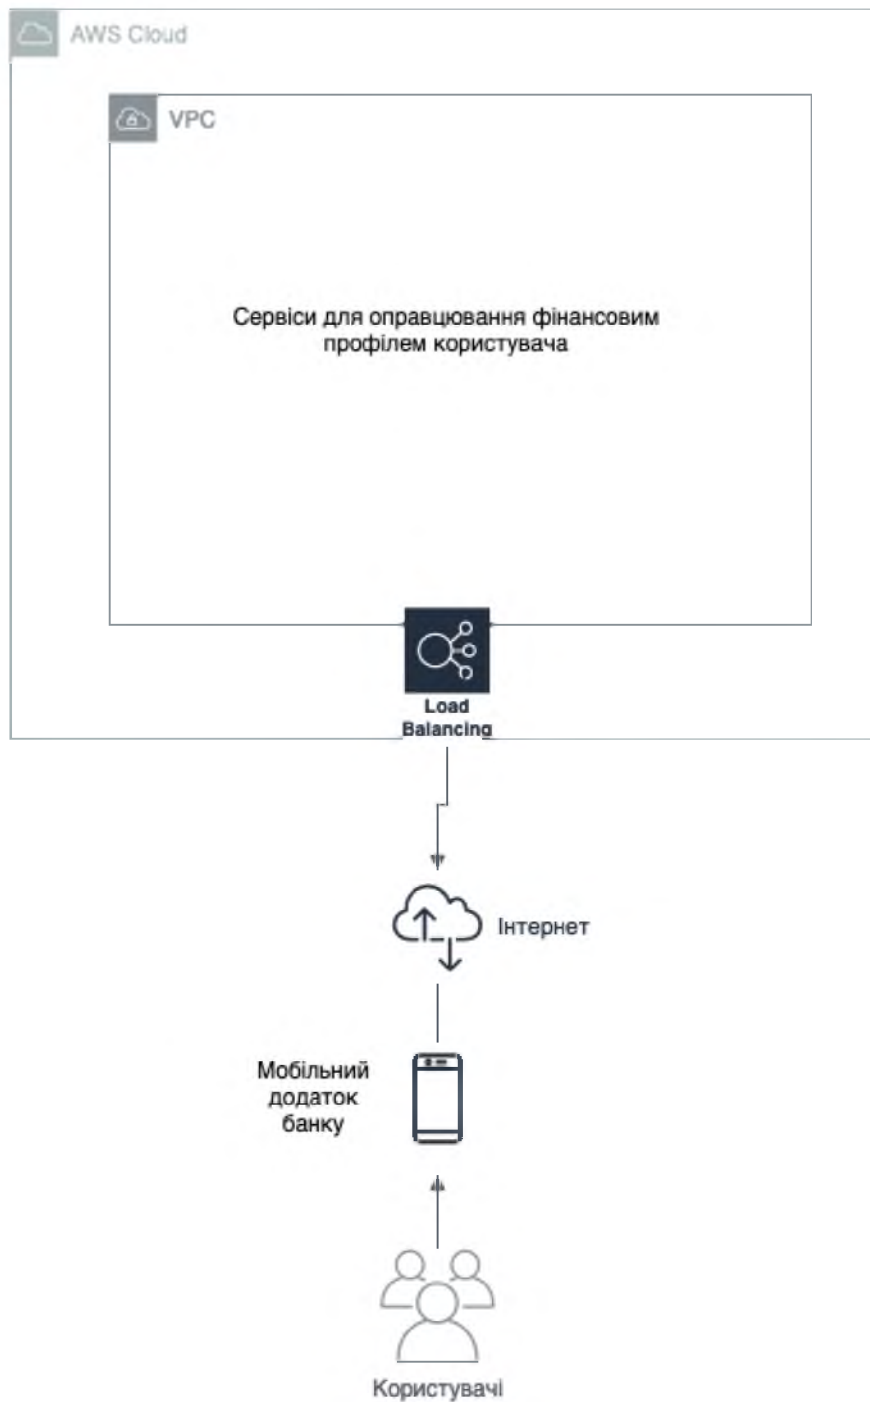 AWS Cloud
VPC
Сервіси для оправцювання фінансовим
профілем користувача
Load
Balancing
Інтернет
Мобільний
додаток
банку
Користувачі